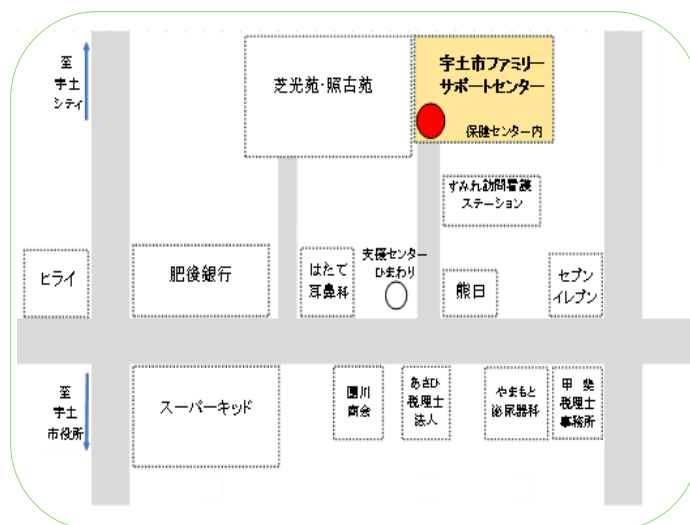 至
宇土
シティ
芝光苑・照古苑
宇土市ファミリー
サポートセンター
保健センター内
すみれ訪問看護
ステーション
ヒライ
肥後銀行
はたて
耳鼻科
支援センター
ひまわり
熊日
セブン
イレブン
至
宇土
市役所
スーパーキッド
園川
商会
あさひ
税理士
法人
やまもと
泌尿器科
甲斐
税理士
事務所